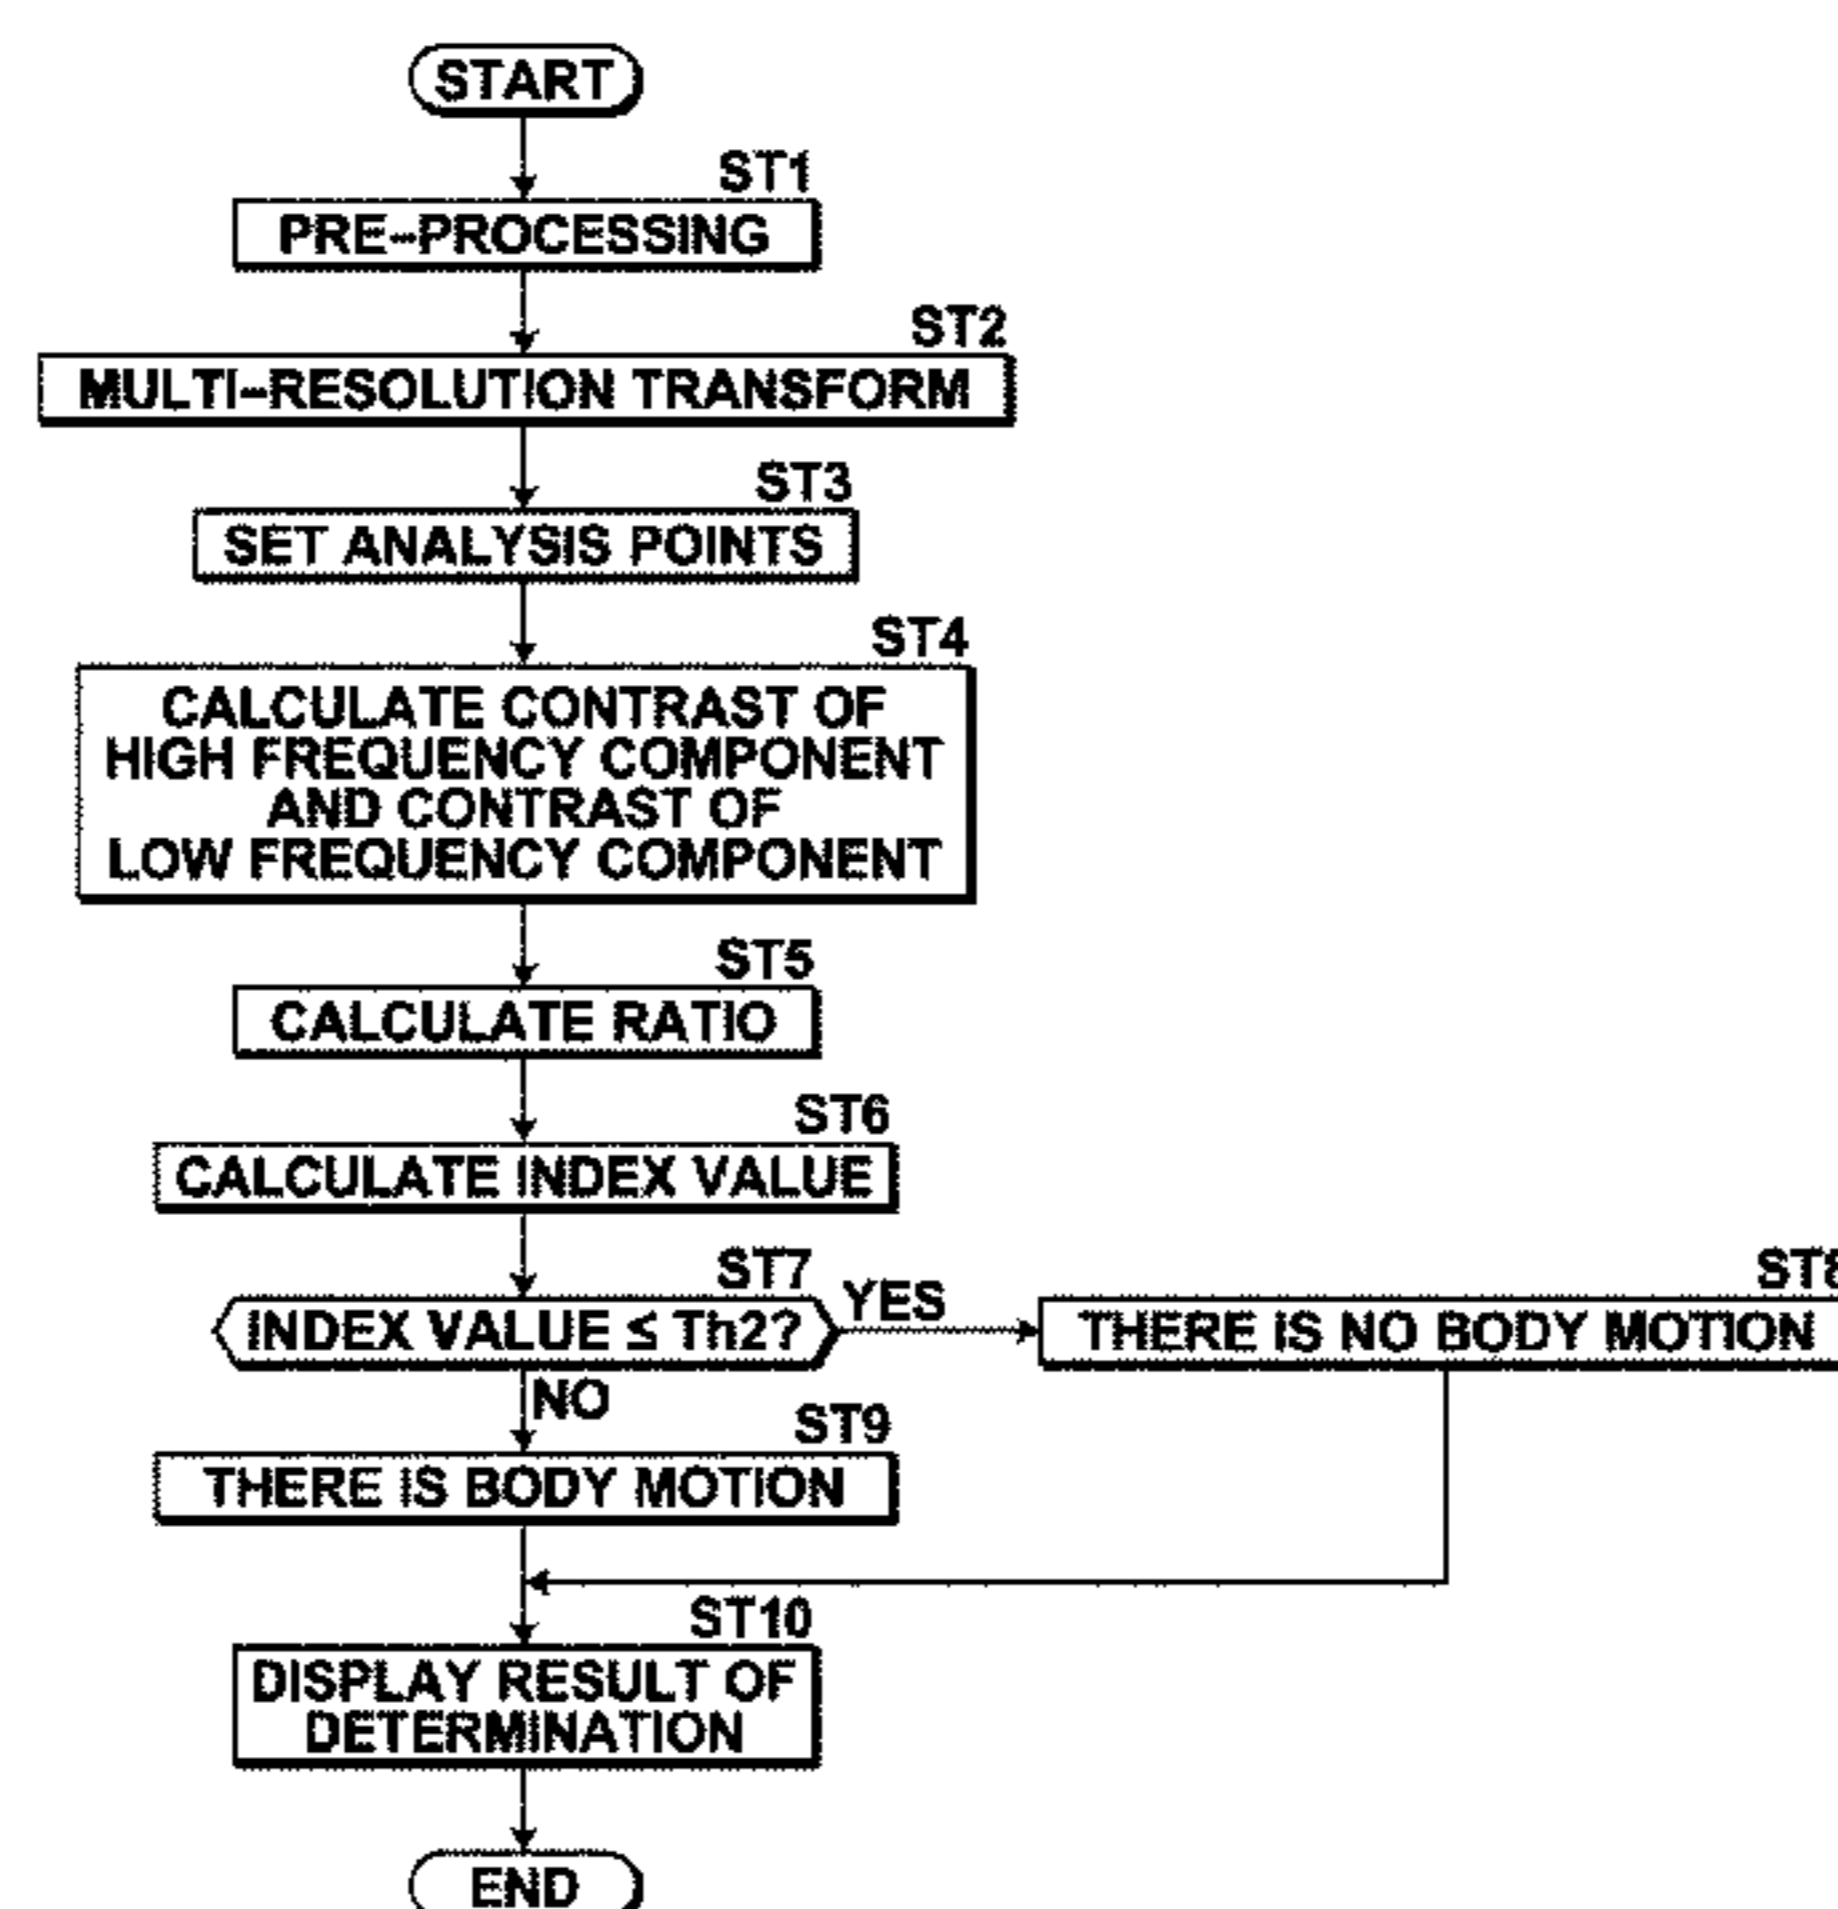 START
ST1
PRE-PROCESSING
ST2
MULTI-RESOLUTION TRANSFORM
ST3
SET ANALYSIS POINTS
ST4
CALCULATE CONTRAST OF
HIGH FREQUENCY COMPONENT
AND CONTRAST OF
LOW FREQUENCY COMPONENT
ST5
CALCULATE RATIO
ST6
CALCULATE INDEX VALUE
ST7
INDEX VALUE ≤ Th2?
YES
ST8
THERE IS NO BODY MOTION
NO
ST9
THERE IS BODY MOTION
ST10
DISPLAY RESULT OF
DETERMINATION
END